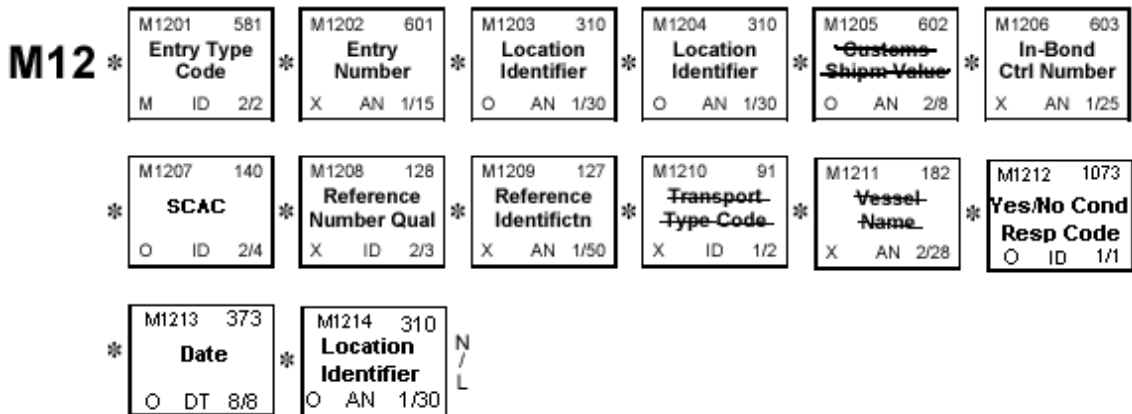 M1201 581 M1202 601 M1203 310 M1204 310 M1205 602 M1206 603
M12 * Entry Type Code * Entry Number * Location Identifier * Location Identifier * Customs Shipm Value * In-Bond Ctrl Number
M ID 2/2 X AN 1/15 O AN 1/30 O AN 1/30 O AN 2/8 X AN 1/25
M1207 140 M1208 128 M1209 127 M1210 91 M1211 182 M1212 1073
* SCAC * Reference Number Qual * Reference Identifictn * Transport Type Code * Vessel Name * Yes/No Cond Resp Code
O ID 2/4 X ID 2/3 X AN 1/50 X ID 1/2 X AN 2/28 O ID 1/1
M1213 373 M1214 310
* Date * Location Identifier N/L
O DT 8/8 O AN 1/30